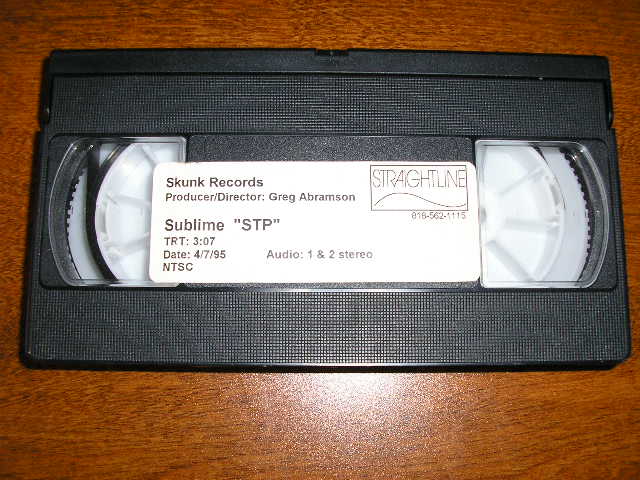 Skunk Records
Producer/Director: Greg Abramson
STRAIGHTLINE
818-562-1115
Sublime "STP"
TRT: 3:07
Date: 4/7/95 Audio: 1 & 2 stereo
NTSC